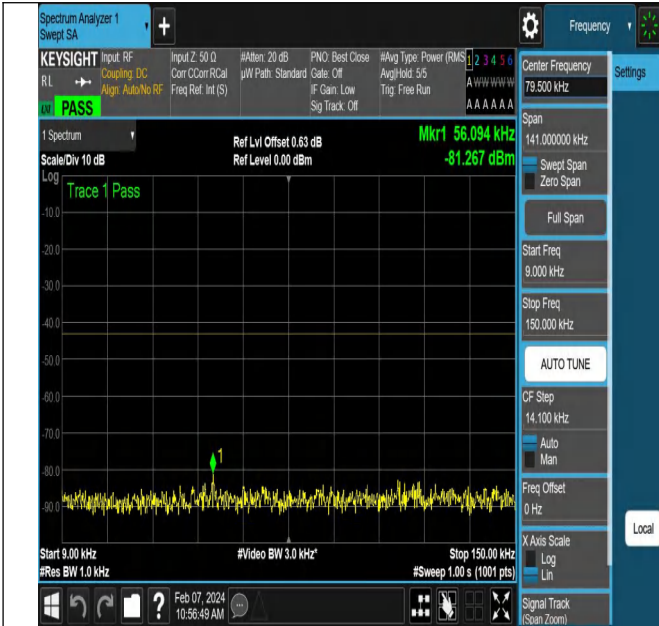 Spectrum Analyzer 1
Swept SA
Frequency
KEYSIGHT
RL
PASS
Input: RF
Coupling: DC
Align: Auto/No RF
Input Z: 50 Ω
Corr CCorr RCal
Freq Ref: Int (S)
#Atten: 20 dB
µW Path: Standard
PNO: Best Close
Gate: Off
IF Gain: Low
Sig Track: Off
#Avg Type: Power (RMS
Avg|Hold: 5/5
Trig: Free Run
1 2 3 4 5 6
A W W W W W
A A A A A A
1 Spectrum
Scale/Div 10 dB
Ref Lvl Offset 0.63 dB
Ref Level 0.00 dBm
Mkr1 56.094 kHz
-81.267 dBm
Log
Trace 1 Pass
-10.0
-20.0
-30.0
-40.0
-50.0
-60.0
-70.0
-80.0
-90.0
1
Start 9.00 kHz
#Res BW 1.0 kHz
#Video BW 3.0 kHz*
Stop 150.00 kHz
#Sweep 1.00 s (1001 pts)
?
Feb 07, 2024
10:56:49 AM
Center Frequency
79.500 kHz
Span
141.000000 kHz
Swept Span
Zero Span
Full Span
Start Freq
9.000 kHz
Stop Freq
150.000 kHz
AUTO TUNE
CF Step
14.100 kHz
Auto
Man
Freq Offset
0 Hz
X Axis Scale
Log
Lin
Signal Track
(Span Zoom)
Settings
Local